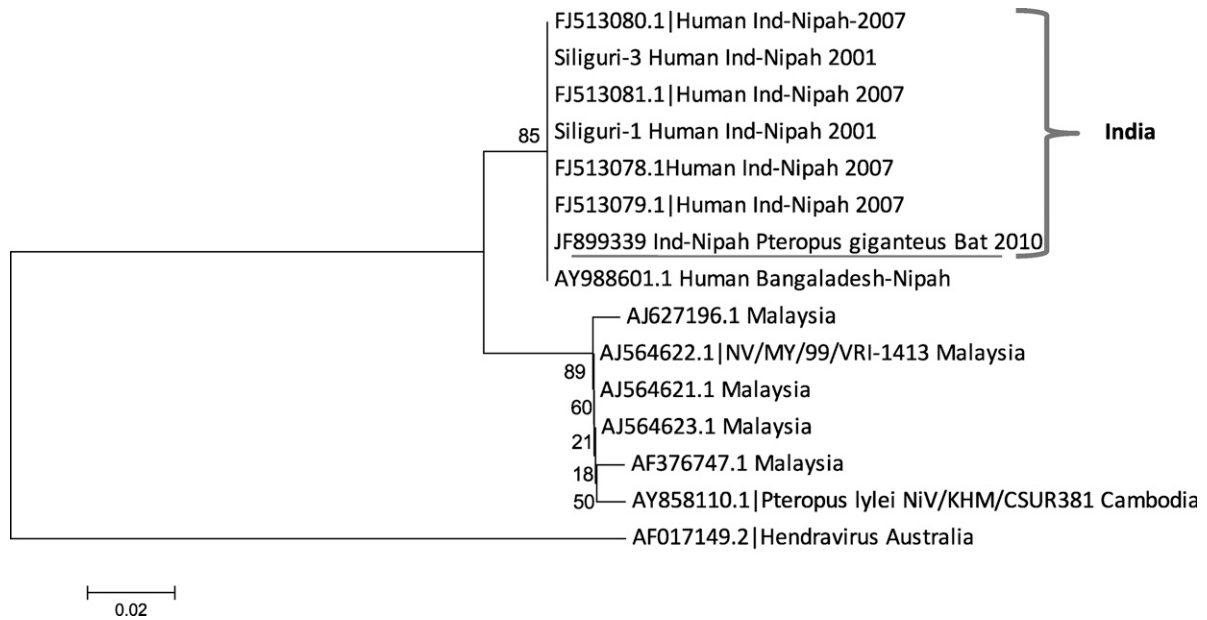 FJ513080.1|Human Ind-Nipah-2007
Siliguri-3 Human Ind-Nipah 2001
FJ513081.1|Human Ind-Nipah 2007
Siliguri-1 Human Ind-Nipah 2001
India
85
FJ513078.1Human Ind-Nipah 2007
FJ513079.1|Human Ind-Nipah 2007
JF899339 Ind-Nipah Pteropus giganteus Bat 2010
AY988601.1 Human Bangaladesh-Nipah
AJ627196.1 Malaysia
AJ564622.1|NV/MY/99/VRI-1413 Malaysia
89
AJ564621.1 Malaysia
60
AJ564623.1 Malaysia
21
AF376747.1 Malaysia
18
AY858110.1|Pteropus lylei NiV/KHM/CSUR381 Cambodia
50
AF017149.2|Hendravirus Australia
0.02